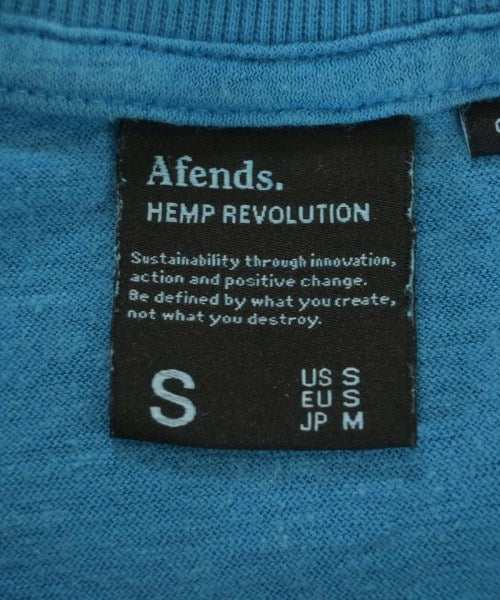 Afends.
HEMP REVOLUTION
Sustainability through innovation,
action and positive change.
Be defined by what you create,
not what you destroy.
S
US S
EU S
JP M